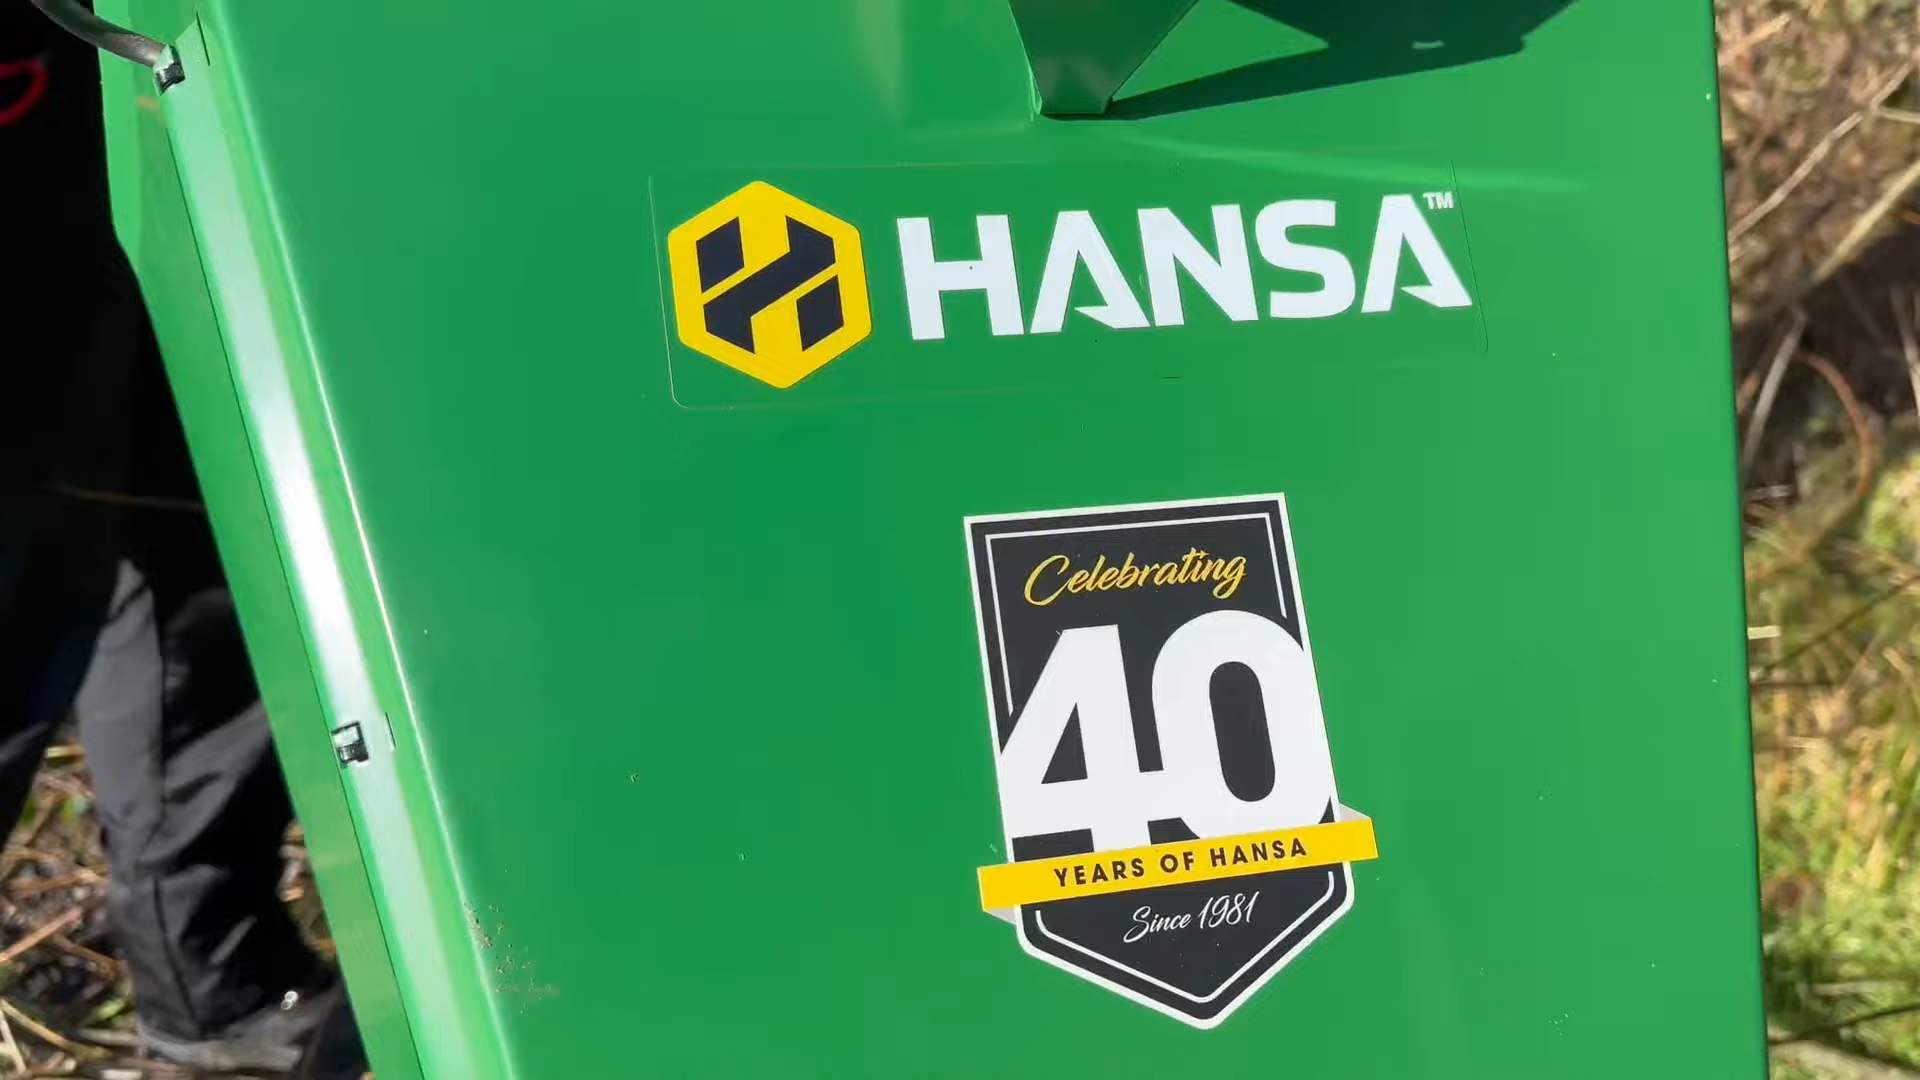 HANSA™
Celebrating
40
YEARS OF HANSA
Since 1981